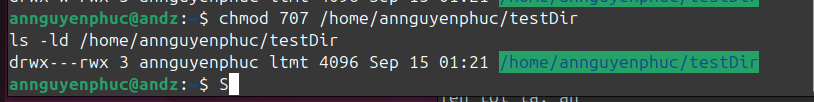 annguyenphuc@andz:~$ chmod 707 /home/annguyenphuc/testDir
ls -ld /home/annguyenphuc/testDir
drwx---rwx 3 annguyenphuc ltmt 4096 Sep 15 01:21 /home/annguyenphuc/testDir
annguyenphuc@andz:~$ S